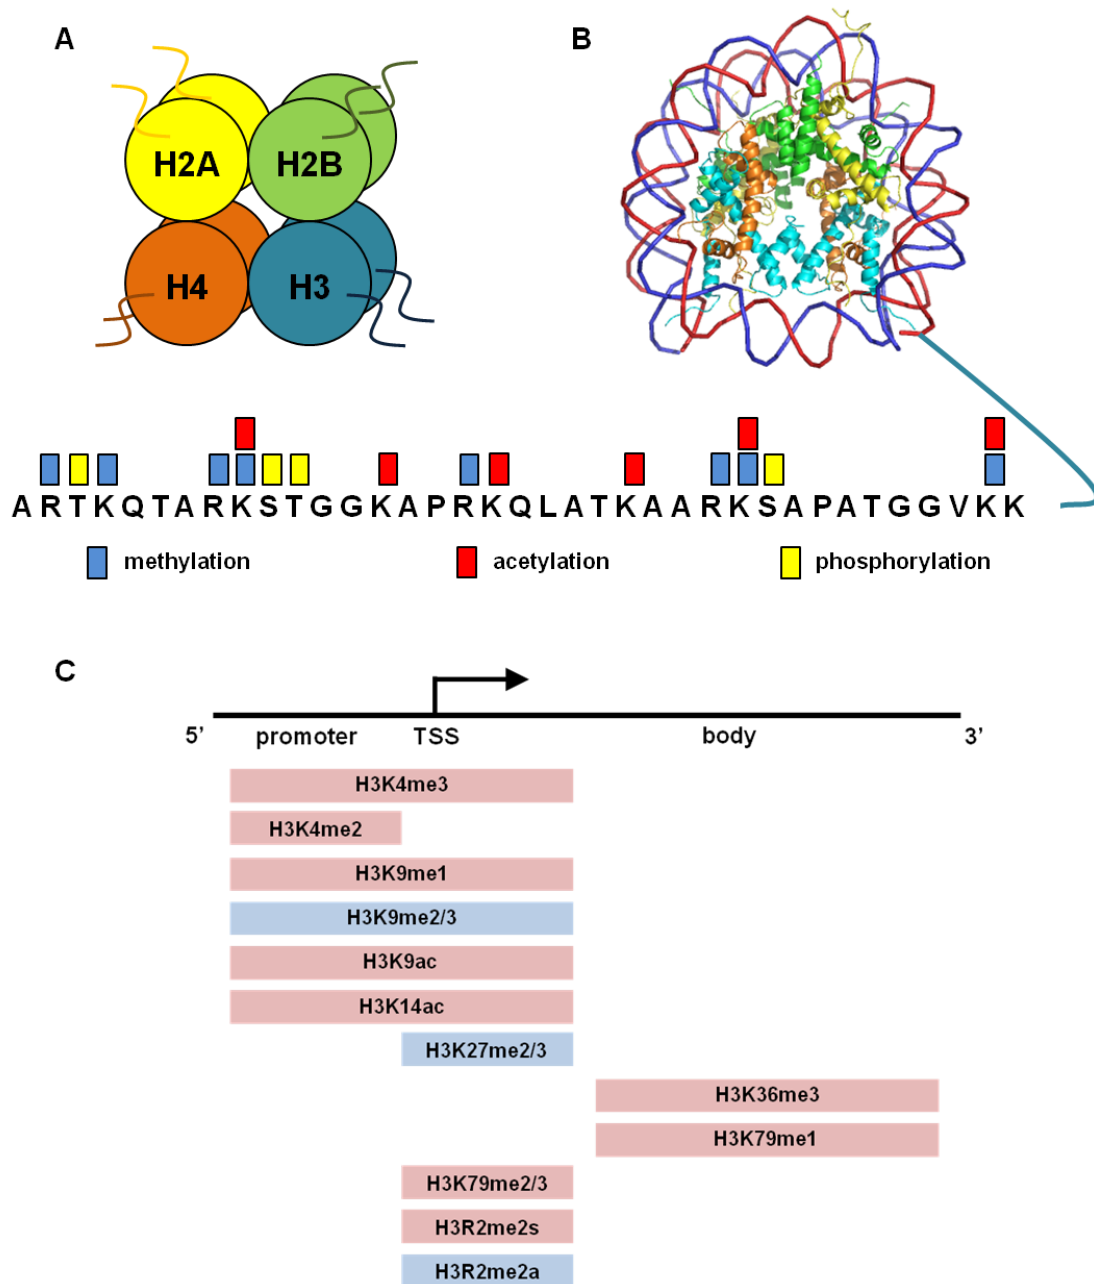 A
B
H2A
H2B
H4
H3
A R T K Q T A R K S T G G K A P R K Q L A T K A A R K S A P A T G G V K K
methylation
acetylation
phosphorylation
C
5’
promoter
TSS
body
3’
H3K4me3
H3K4me2
H3K9me1
H3K9me2/3
H3K9ac
H3K14ac
H3K27me2/3
H3K36me3
H3K79me1
H3K79me2/3
H3R2me2s
H3R2me2a